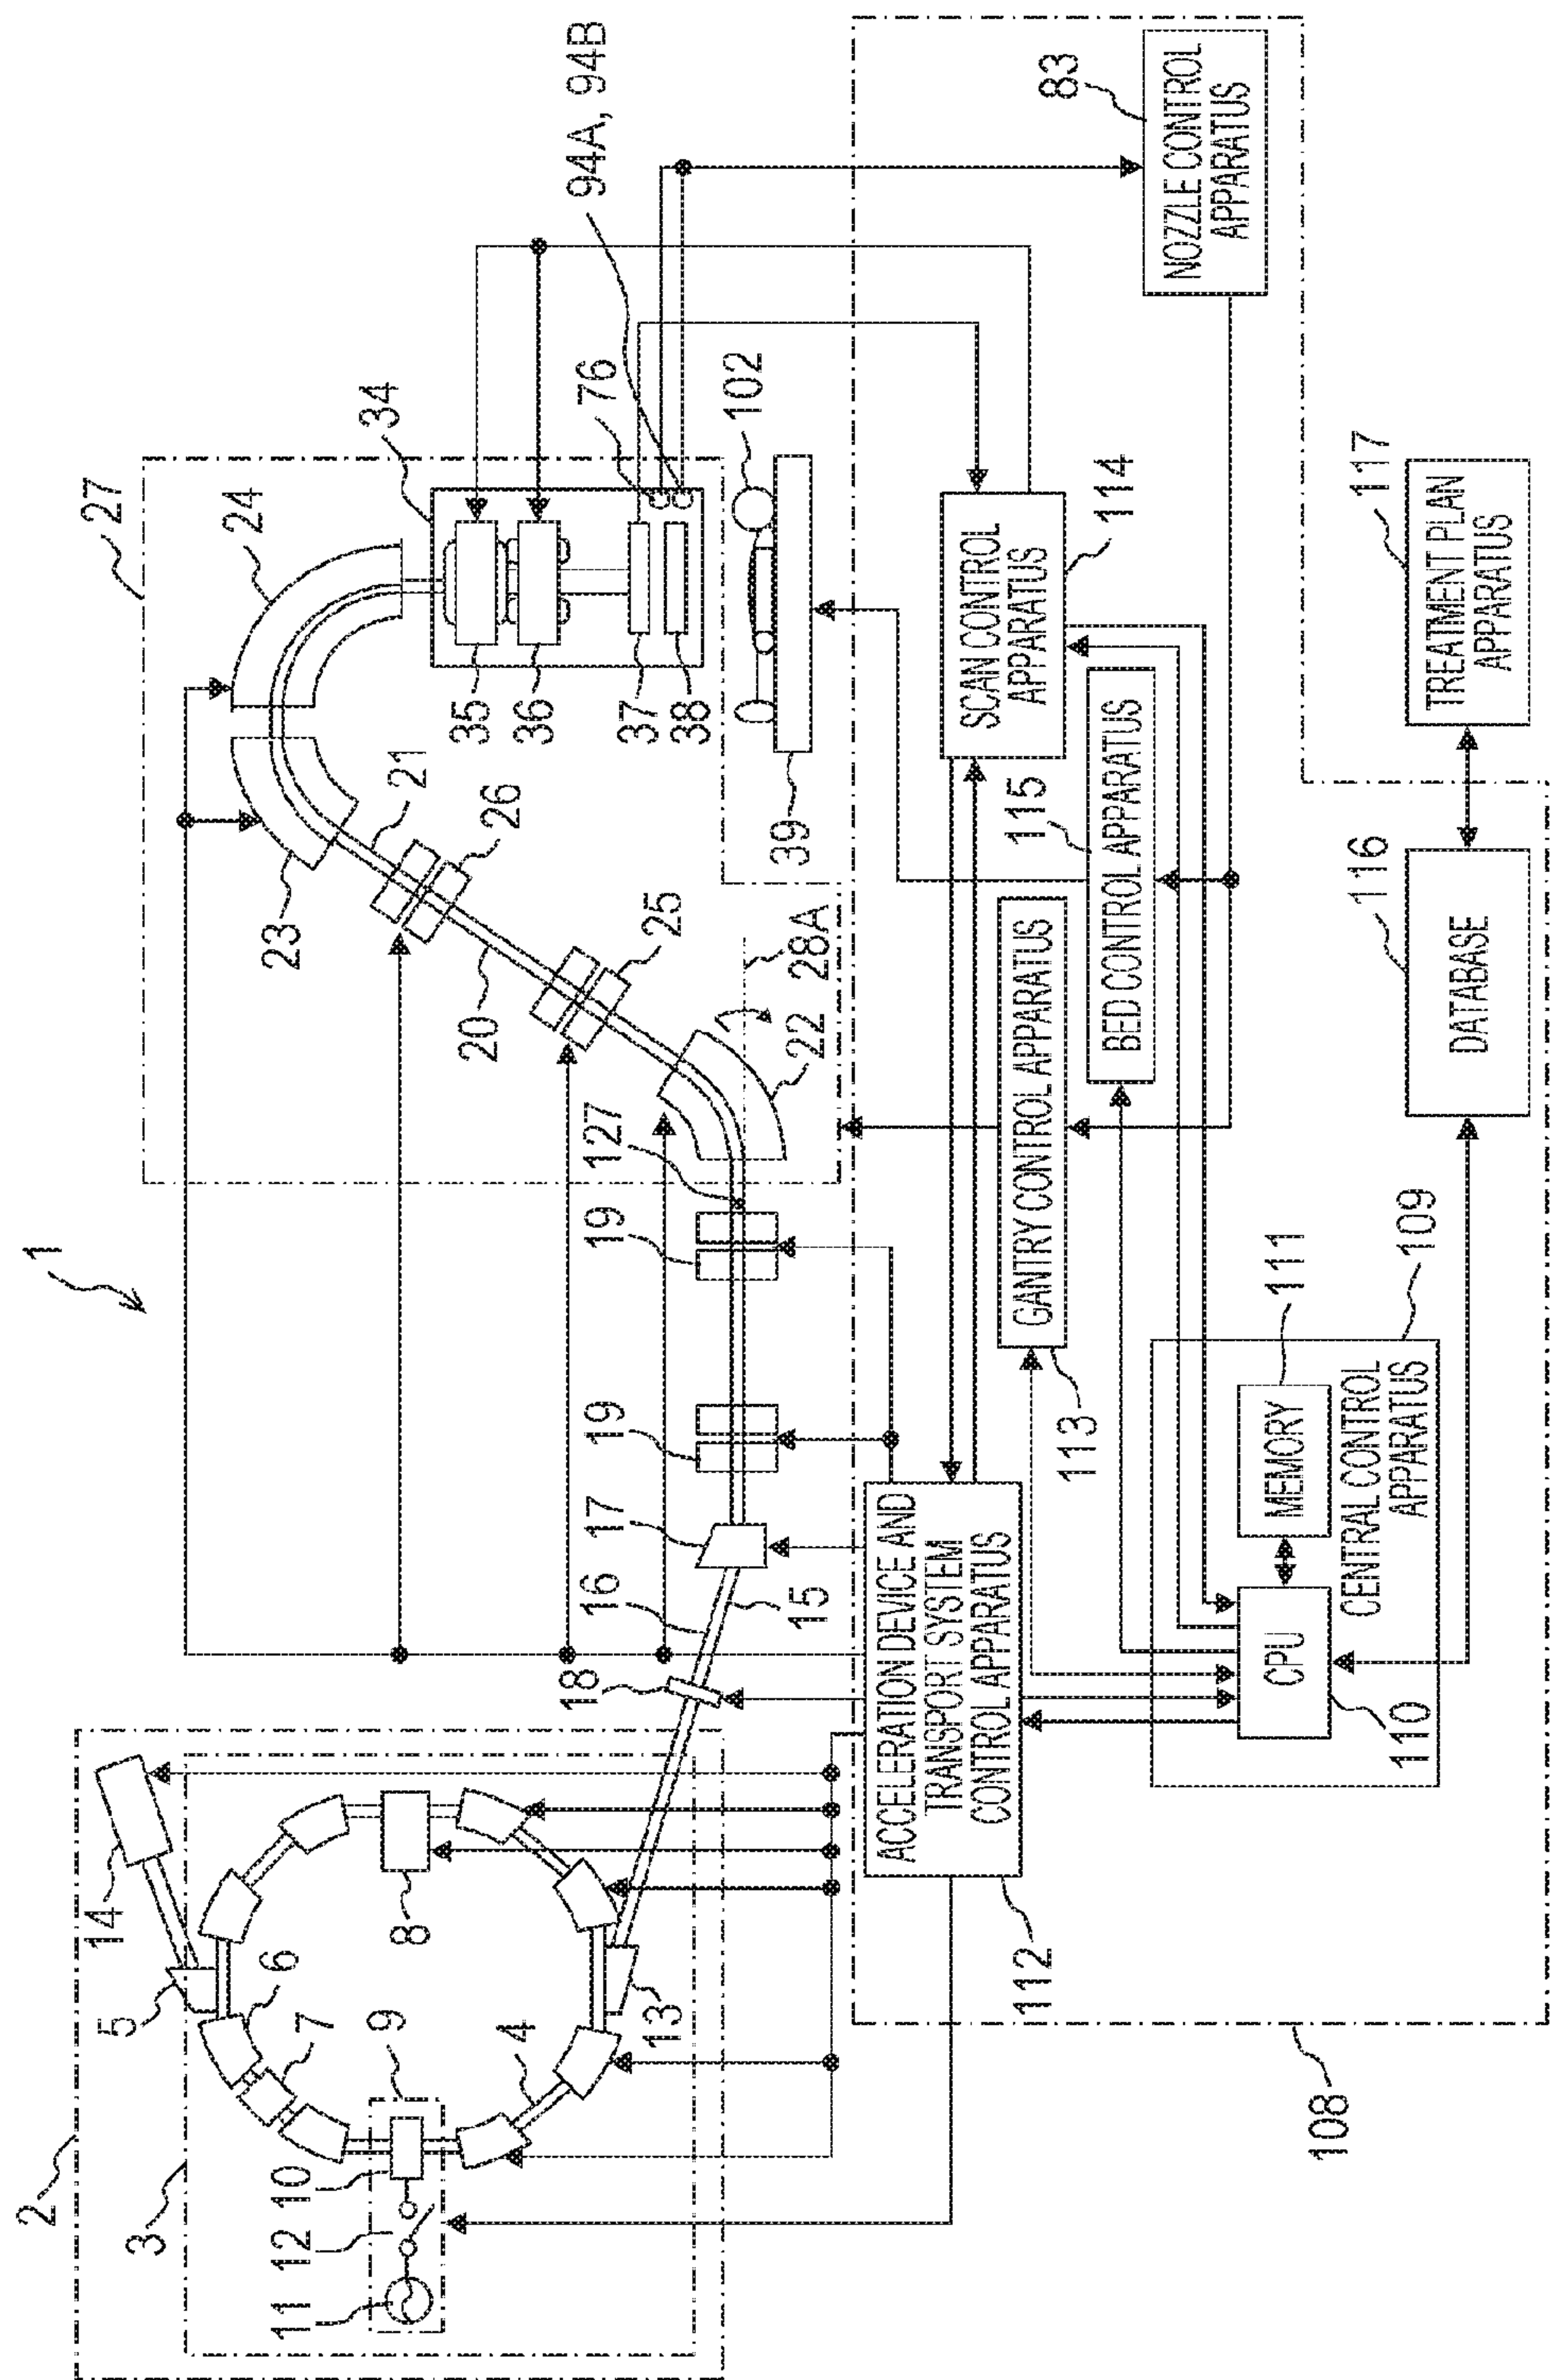 1
2
3
14
5
6
7
8
9
10
11
12
4
13
18
16
15
17
19
19
127
22
28A
25
20
26
21
23
24
27
34
35
36
37
38
76
94A, 94B
102
39
ACCELERATION DEVICE AND
TRANSPORT SYSTEM
CONTROL APPARATUS
112
GANTRY CONTROL APPARATUS
113
BED CONTROL APPARATUS
115
SCAN CONTROL
APPARATUS
114
NOZZLE CONTROL
APPARATUS
83
CPU
110
MEMORY
111
CENTRAL CONTROL
APPARATUS
109
DATABASE
116
TREATMENT PLAN
APPARATUS
117
108